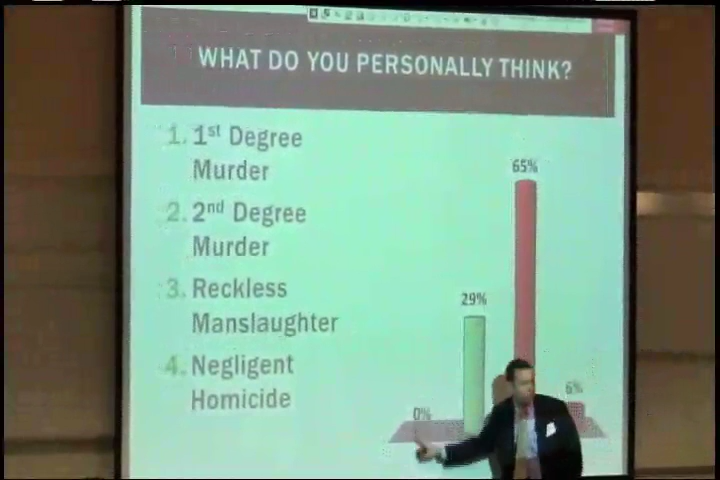 WHAT DO YOU PERSONALLY THINK?
1. 1st Degree
Murder
2. 2nd Degree
Murder
3. Reckless
Manslaughter
4. Negligent
Homicide
65%
29%
6%
0%